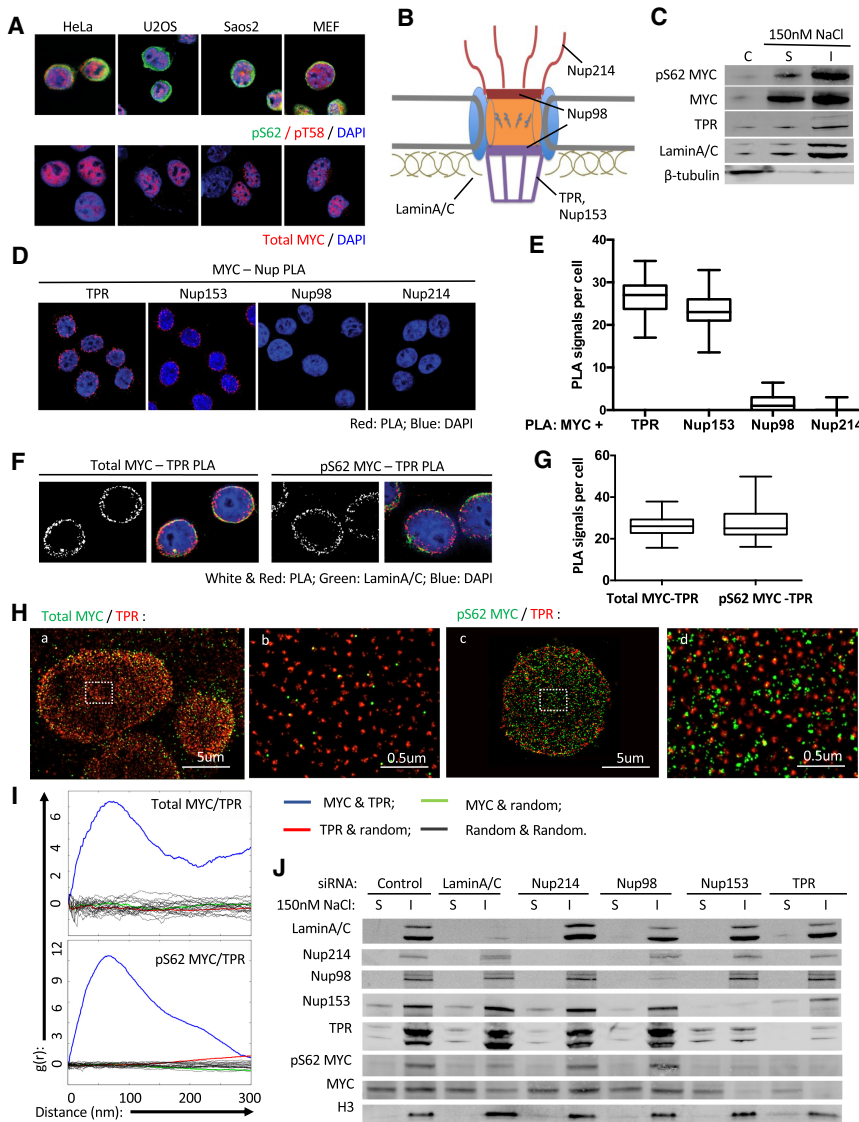 A
HeLa U2OS Saos2 MEF
pS62 / pT58 / DAPI
Total MYC / DAPI
B
Nup214
Nup98
LaminA/C
TPR,
Nup153
C
150nM NaCl
C S I
pS62 MYC
MYC
TPR
LaminA/C
β-tubulin
D
MYC – Nup PLA
TPR Nup153 Nup98 Nup214
Red: PLA; Blue: DAPI
E
PLA signals per cell
40
30
20
10
0
PLA: MYC + TPR Nup153 Nup98 Nup214
F
Total MYC – TPR PLA pS62 MYC – TPR PLA
White & Red: PLA; Green: LaminA/C; Blue: DAPI
G
PLA signals per cell
60
40
20
0
Total MYC-TPR pS62 MYC -TPR
H
Total MYC / TPR : pS62 MYC / TPR :
a b c d
5um 0.5um 5um 0.5um
I
Total MYC/TPR
6
4
2
0
pS62 MYC/TPR
12
9
6
3
0
g(r):
0 100 200 300
Distance (nm):
MYC & TPR; MYC & random;
TPR & random; Random & Random.
J
siRNA: Control LaminA/C Nup214 Nup98 Nup153 TPR
150nM NaCl: S I S I S I S I S I S I
LaminA/C
Nup214
Nup98
Nup153
TPR
pS62 MYC
MYC
H3